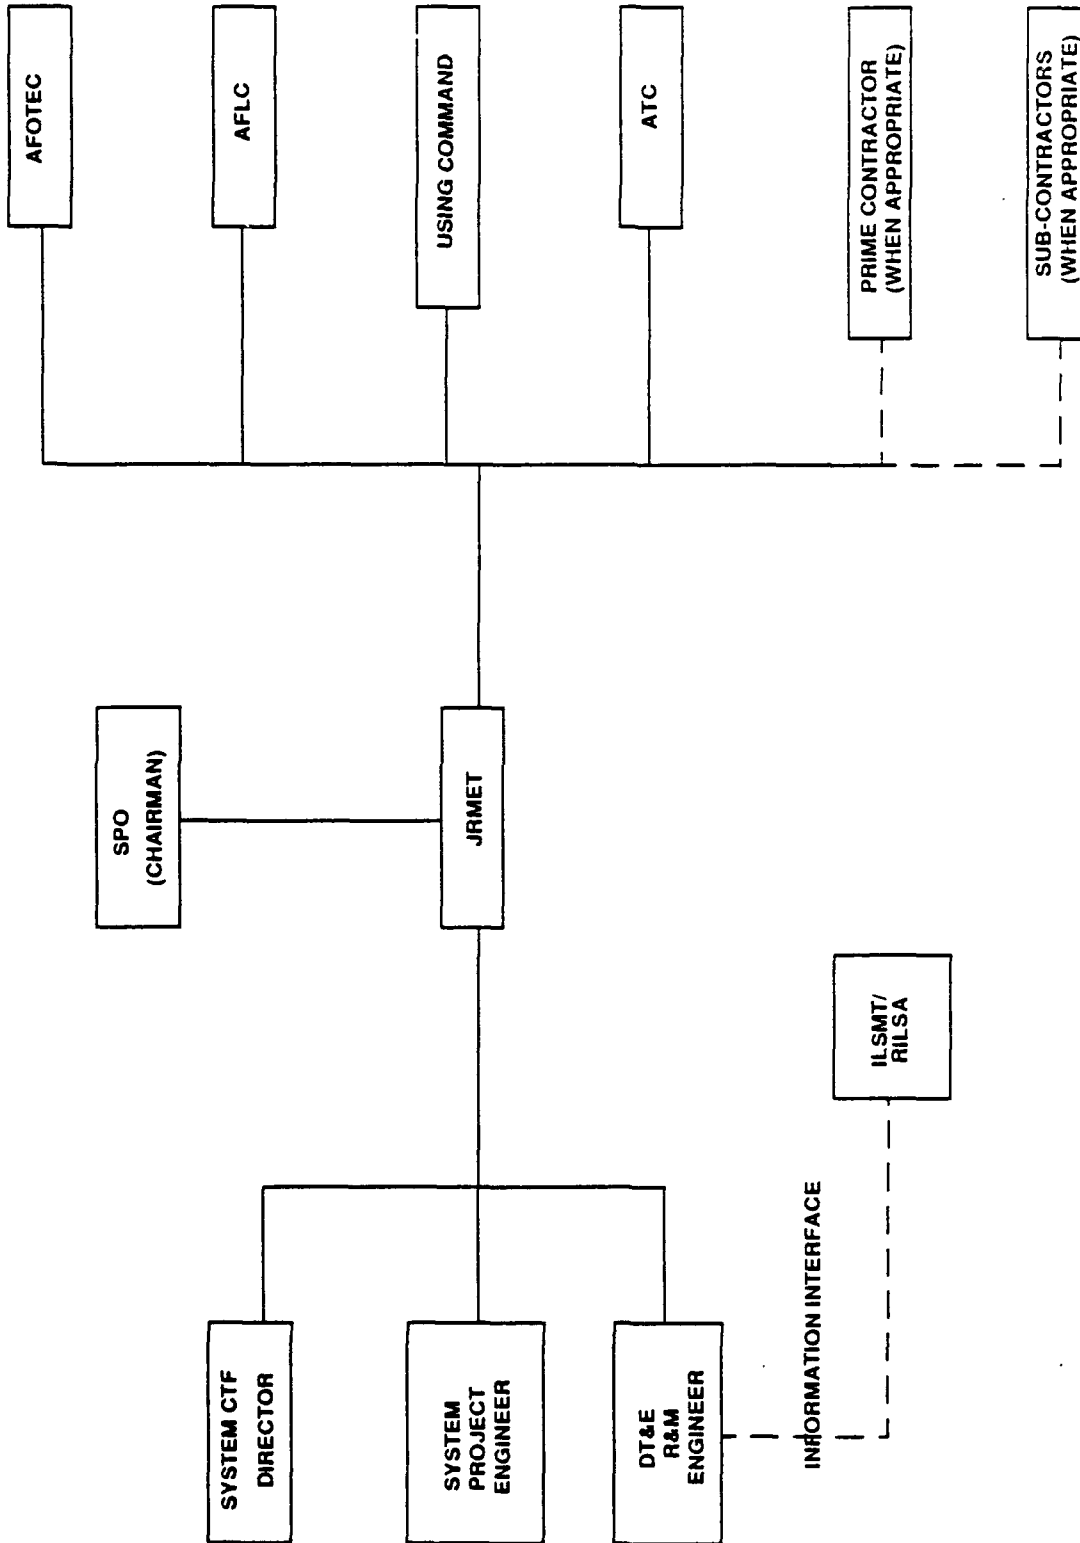 SYSTEM CTF
DIRECTOR
SYSTEM
PROJECT
ENGINEER
DT&E
R&M
ENGINEER
INFORMATION INTERFACE
ILSMT/
RILSA
SPO
(CHAIRMAN)
JRMET
AFOTEC
AFLC
USING COMMAND
ATC
PRIME CONTRACTOR
(WHEN APPROPRIATE)
SUB-CONTRACTORS
(WHEN APPROPRIATE)